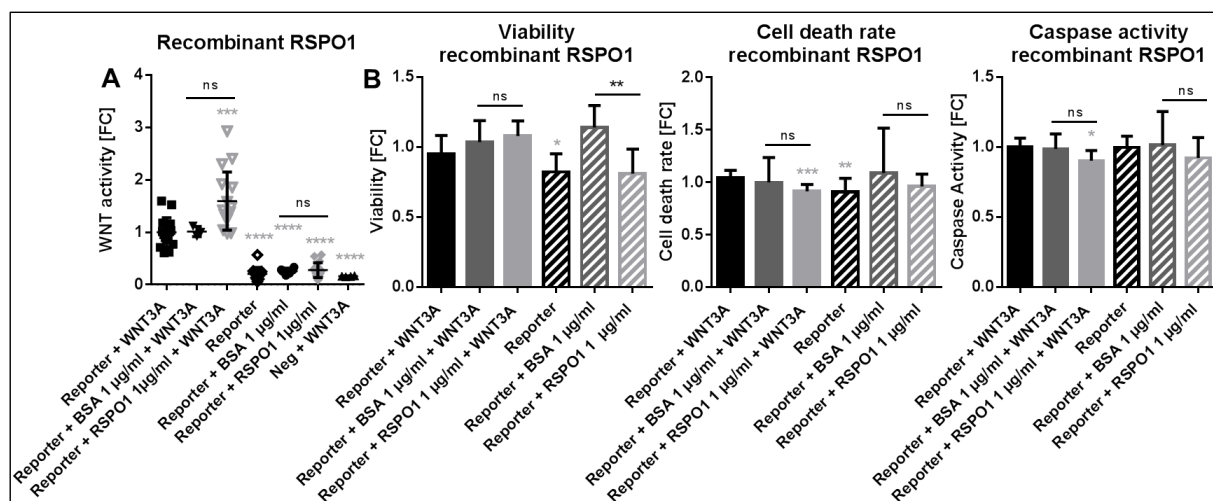 Recombinant RSPO1
A
WNT activity [FC]
4
3
2
1
0
ns
***
****
****
ns
****
****
Reporter + WNT3A
Reporter + BSA 1 µg/ml + WNT3A
Reporter + RSPO1 1µg/ml + WNT3A
Reporter
Reporter + BSA 1 µg/ml
Reporter + RSPO1 1µg/ml
Neg + WNT3A
B
Viability
recombinant RSPO1
Viability [FC]
1.5
1.0
0.5
0.0
ns
*
**
Reporter + WNT3A
Reporter + BSA 1 µg/ml + WNT3A
Reporter + RSPO1 1 µg/ml + WNT3A
Reporter
Reporter + BSA 1 µg/ml
Reporter + RSPO1 1 µg/ml
Cell death rate
recombinant RSPO1
Cell death rate [FC]
2.0
1.5
1.0
0.5
0.0
ns
***
**
ns
Reporter + WNT3A
Reporter + BSA 1 µg/ml + WNT3A
Reporter + RSPO1 1 µg/ml + WNT3A
Reporter
Reporter + BSA 1 µg/ml
Reporter + RSPO1 1 µg/ml
Caspase activity
recombinant RSPO1
Caspase Activity [FC]
1.5
1.0
0.5
0.0
ns
*
ns
Reporter + WNT3A
Reporter + BSA 1 µg/ml + WNT3A
Reporter + RSPO1 1 µg/ml + WNT3A
Reporter
Reporter + BSA 1 µg/ml
Reporter + RSPO1 1 µg/ml